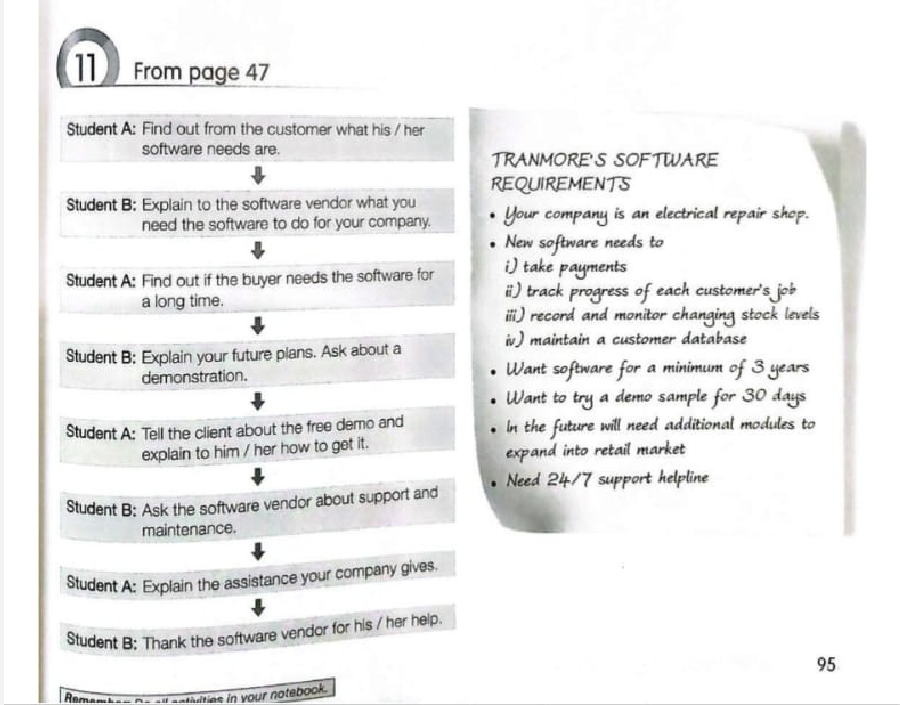 11 From page 47
Student A: Find out from the customer what his / her
software needs are.
Student B: Explain to the software vendor what you
need the software to do for your company.
Student A: Find out if the buyer needs the software for
a long time.
Student B: Explain your future plans. Ask about a
demonstration.
Student A: Tell the client about the free demo and
explain to him / her how to get it.
Student B: Ask the software vendor about support and
maintenance.
Student A: Explain the assistance your company gives.
Student B: Thank the software vendor for his / her help.
TRANMORE'S SOFTWARE
REQUIREMENTS
• Your company is an electrical repair shop.
• New software needs to
i) take payments
ii) track progress of each customer's job
iii) record and monitor changing stock levels
iv) maintain a customer database
• Want software for a minimum of 3 years
• Want to try a demo sample for 30 days
• In the future will need additional modules to
expand into retail market
• Need 24/7 support helpline
95
activities in your notebook.